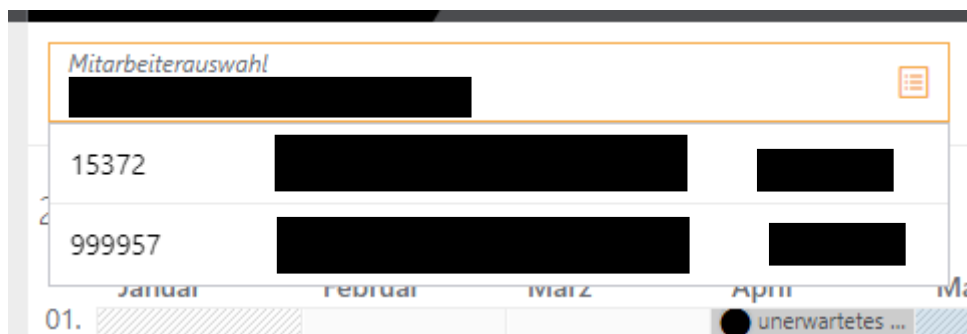 Mitarbeiterauswahl
15372
999957
Januar Februar März April
01. unerwartetes ...